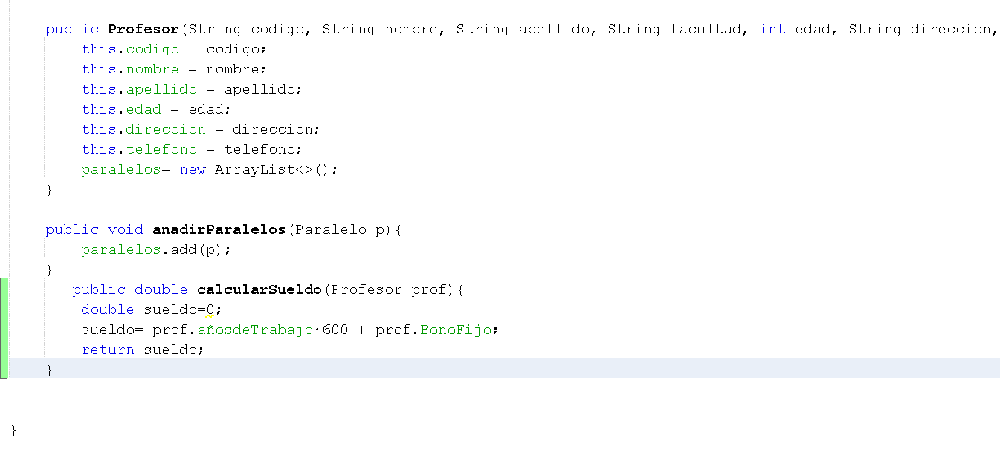 public Profesor(String codigo, String nombre, String apellido, String facultad, int edad, String direccion,
this.codigo = codigo;
this.nombre = nombre;
this.apellido = apellido;
this.edad = edad;
this.direccion = direccion;
this.telefono = telefono;
paralelos= new ArrayList<>();
}
public void anadirParalelos(Paralelo p){
paralelos.add(p);
}
public double calcularSueldo(Profesor prof){
double sueldo=0;
sueldo= prof.añosdeTrabajo*600 + prof.BonoFijo;
return sueldo;
}
}